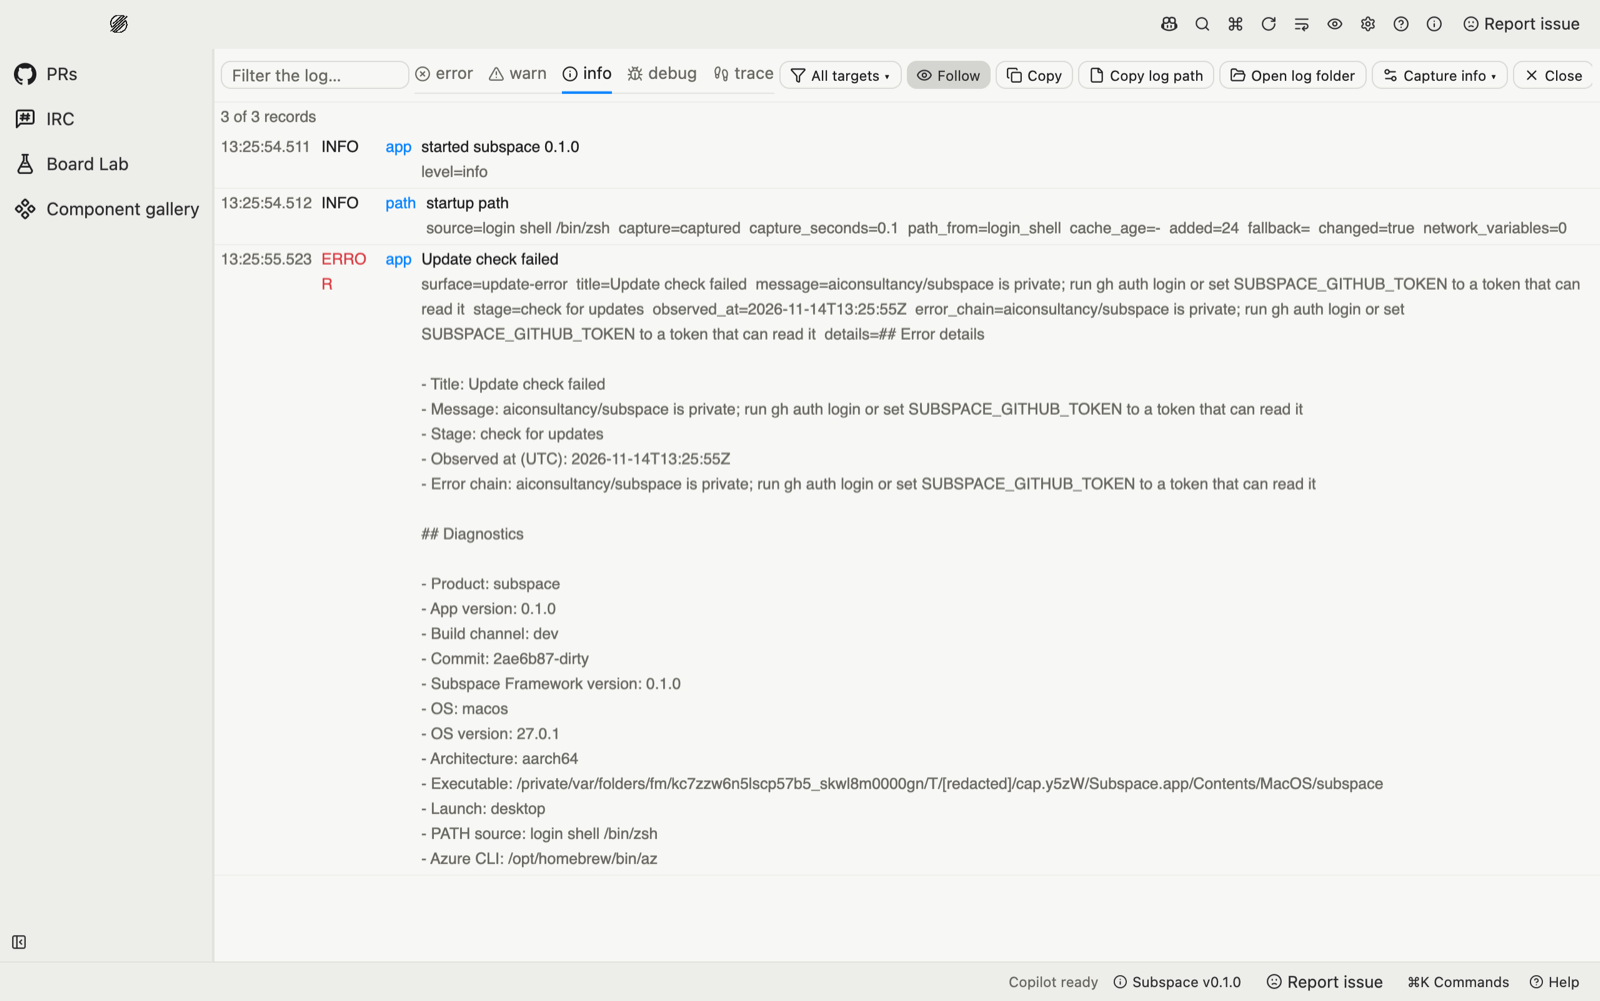 Report issue
PRs
IRC
Board Lab
Component gallery
Filter the log... error warn info debug trace All targets Follow Copy Copy log path Open log folder Capture info Close
3 of 3 records
13:25:54.511 INFO app started subspace 0.1.0
level=info
13:25:54.512 INFO path startup path
source=login shell /bin/zsh capture=captured capture_seconds=0.1 path_from=login_shell cache_age=- added=24 fallback= changed=true network_variables=0
13:25:55.523 ERRO app Update check failed
R surface=update-error title=Update check failed message=aiconsultancy/subspace is private; run gh auth login or set SUBSPACE_GITHUB_TOKEN to a token that can
read it stage=check for updates observed_at=2026-11-14T13:25:55Z error_chain=aiconsultancy/subspace is private; run gh auth login or set
SUBSPACE_GITHUB_TOKEN to a token that can read it details=## Error details
- Title: Update check failed
- Message: aiconsultancy/subspace is private; run gh auth login or set SUBSPACE_GITHUB_TOKEN to a token that can read it
- Stage: check for updates
- Observed at (UTC): 2026-11-14T13:25:55Z
- Error chain: aiconsultancy/subspace is private; run gh auth login or set SUBSPACE_GITHUB_TOKEN to a token that can read it
## Diagnostics
- Product: subspace
- App version: 0.1.0
- Build channel: dev
- Commit: 2ae6b87-dirty
- Subspace Framework version: 0.1.0
- OS: macos
- OS version: 27.0.1
- Architecture: aarch64
- Executable: /private/var/folders/fm/kc7zzw6n5lscp57b5_skwl8m0000gn/T/[redacted]/cap.y5zW/Subspace.app/Contents/MacOS/subspace
- Launch: desktop
- PATH source: login shell /bin/zsh
- Azure CLI: /opt/homebrew/bin/az
Copilot ready Subspace v0.1.0 Report issue ⌘K Commands Help